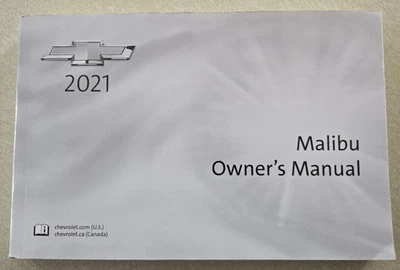 2021
Malibu
Owner's Manual
chevrolet.com (U.S.)
chevrolet.ca (Canada)